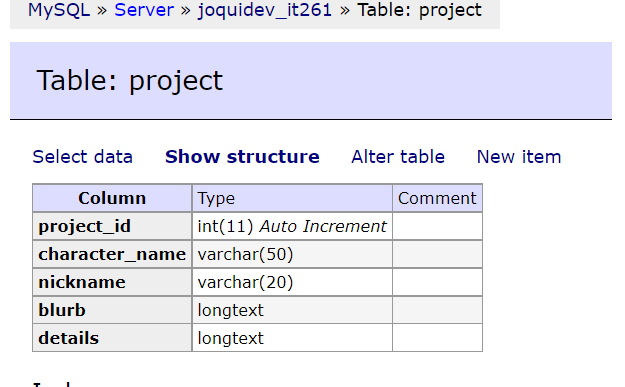 MySQL » Server » joquidev_it261 » Table: project
Table: project
Select data Show structure Alter table New item
Column Type Comment
project_id int(11) Auto Increment
character_name varchar(50)
nickname varchar(20)
blurb longtext
details longtext